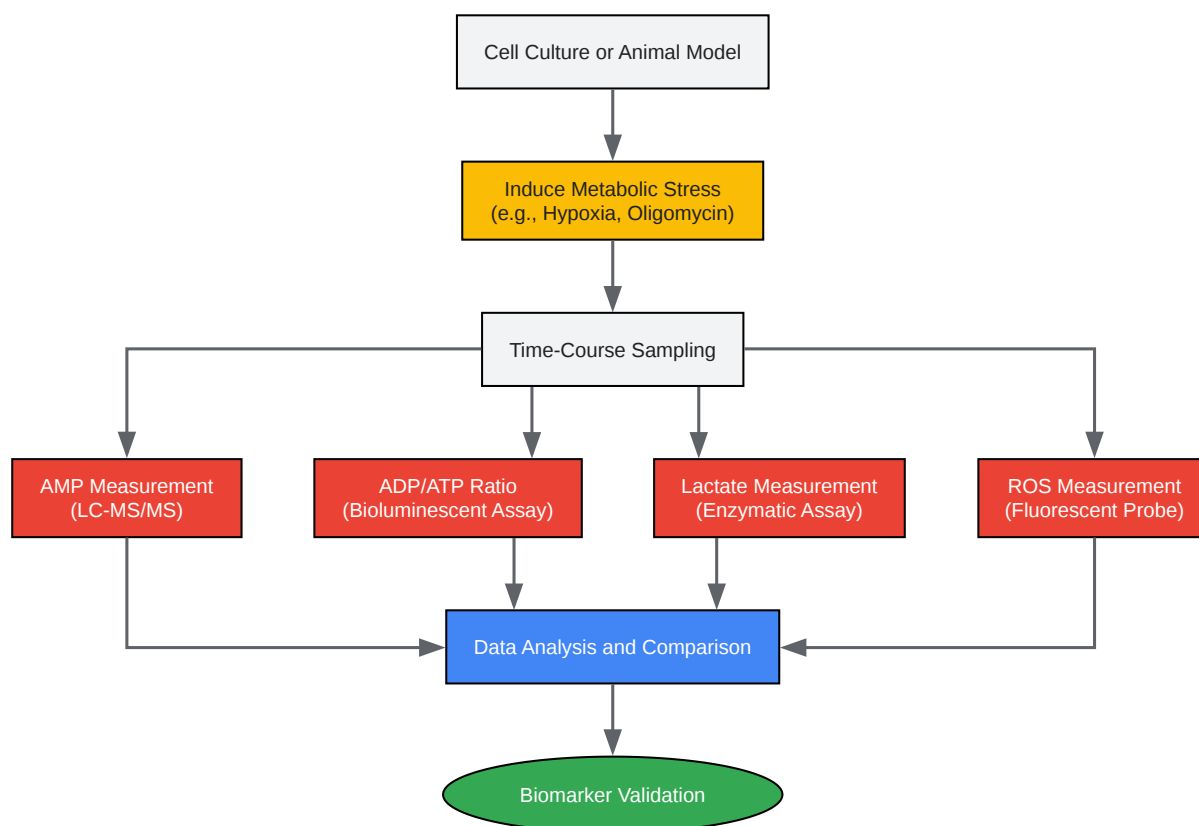 Cell Culture or Animal Model
Induce Metabolic Stress
(e.g., Hypoxia, Oligomycin)
Time-Course Sampling
AMP Measurement
(LC-MS/MS)
ADP/ATP Ratio
(Bioluminescent Assay)
Lactate Measurement
(Enzymatic Assay)
ROS Measurement
(Fluorescent Probe)
Data Analysis and Comparison
Biomarker Validation